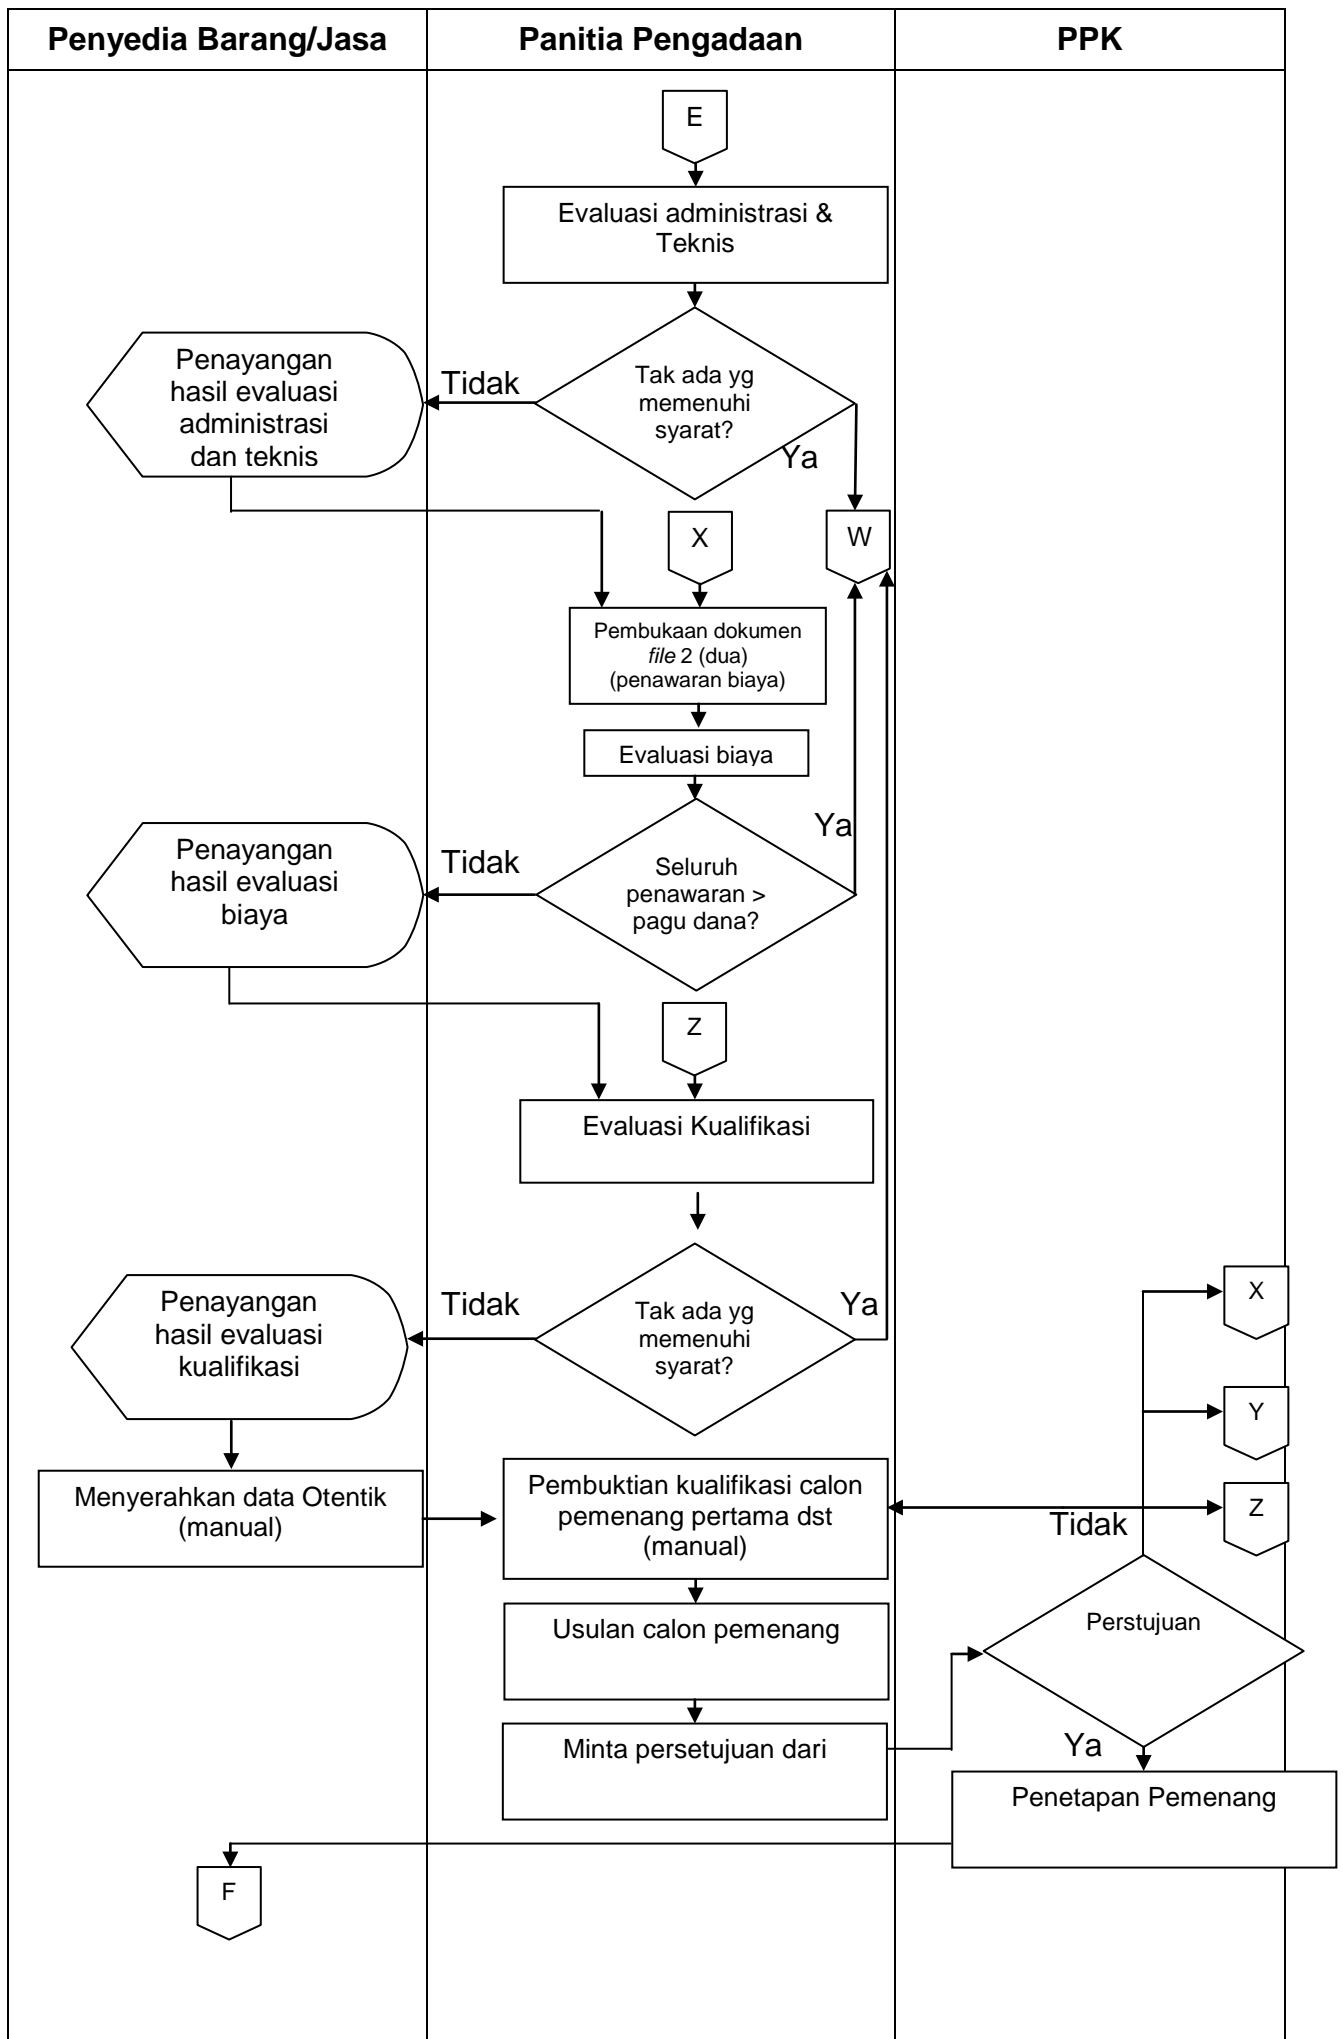 Penyedia Barang/Jasa
Panitia Pengadaan
PPK
E
Evaluasi administrasi &
Teknis
Penayangan
hasil evaluasi
administrasi
dan teknis
Tidak
Tak ada yg
memenuhi
syarat?
Ya
X
W
Pembukaan dokumen
file 2 (dua)
(penawaran biaya)
Evaluasi biaya
Penayangan
hasil evaluasi
biaya
Tidak
Seluruh
penawaran >
pagu dana?
Ya
Z
Evaluasi Kualifikasi
Penayangan
hasil evaluasi
kualifikasi
Tidak
Tak ada yg
memenuhi
syarat?
Ya
X
Y
Menyerahkan data Otentik
(manual)
Pembuktian kualifikasi calon
pemenang pertama dst
(manual)
Z
Tidak
Usulan calon pemenang
Perstujuan
Minta persetujuan dari
Ya
Penetapan Pemenang
F